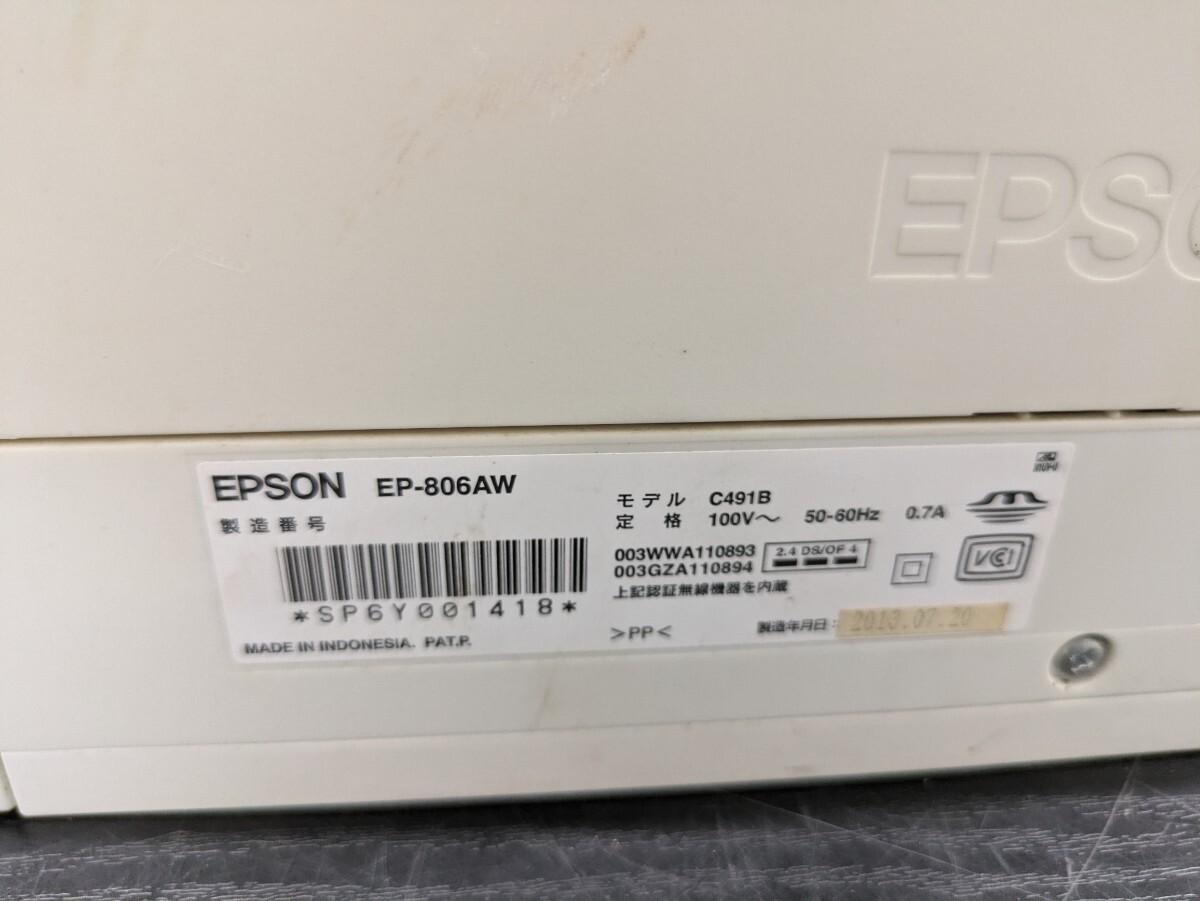 EPSO
EPSON EP-806AW
製造番号
*SP6Y001418*
MADE IN INDONESIA. PAT.P.
モデル C491B
定格 100V～ 50-60Hz 0.7A
003WWA110893
003GZA110894
2.4 DS/OF 4
上記認証無線機器を内蔵
>PP<
製造年月日: 2013.07.20
VCI